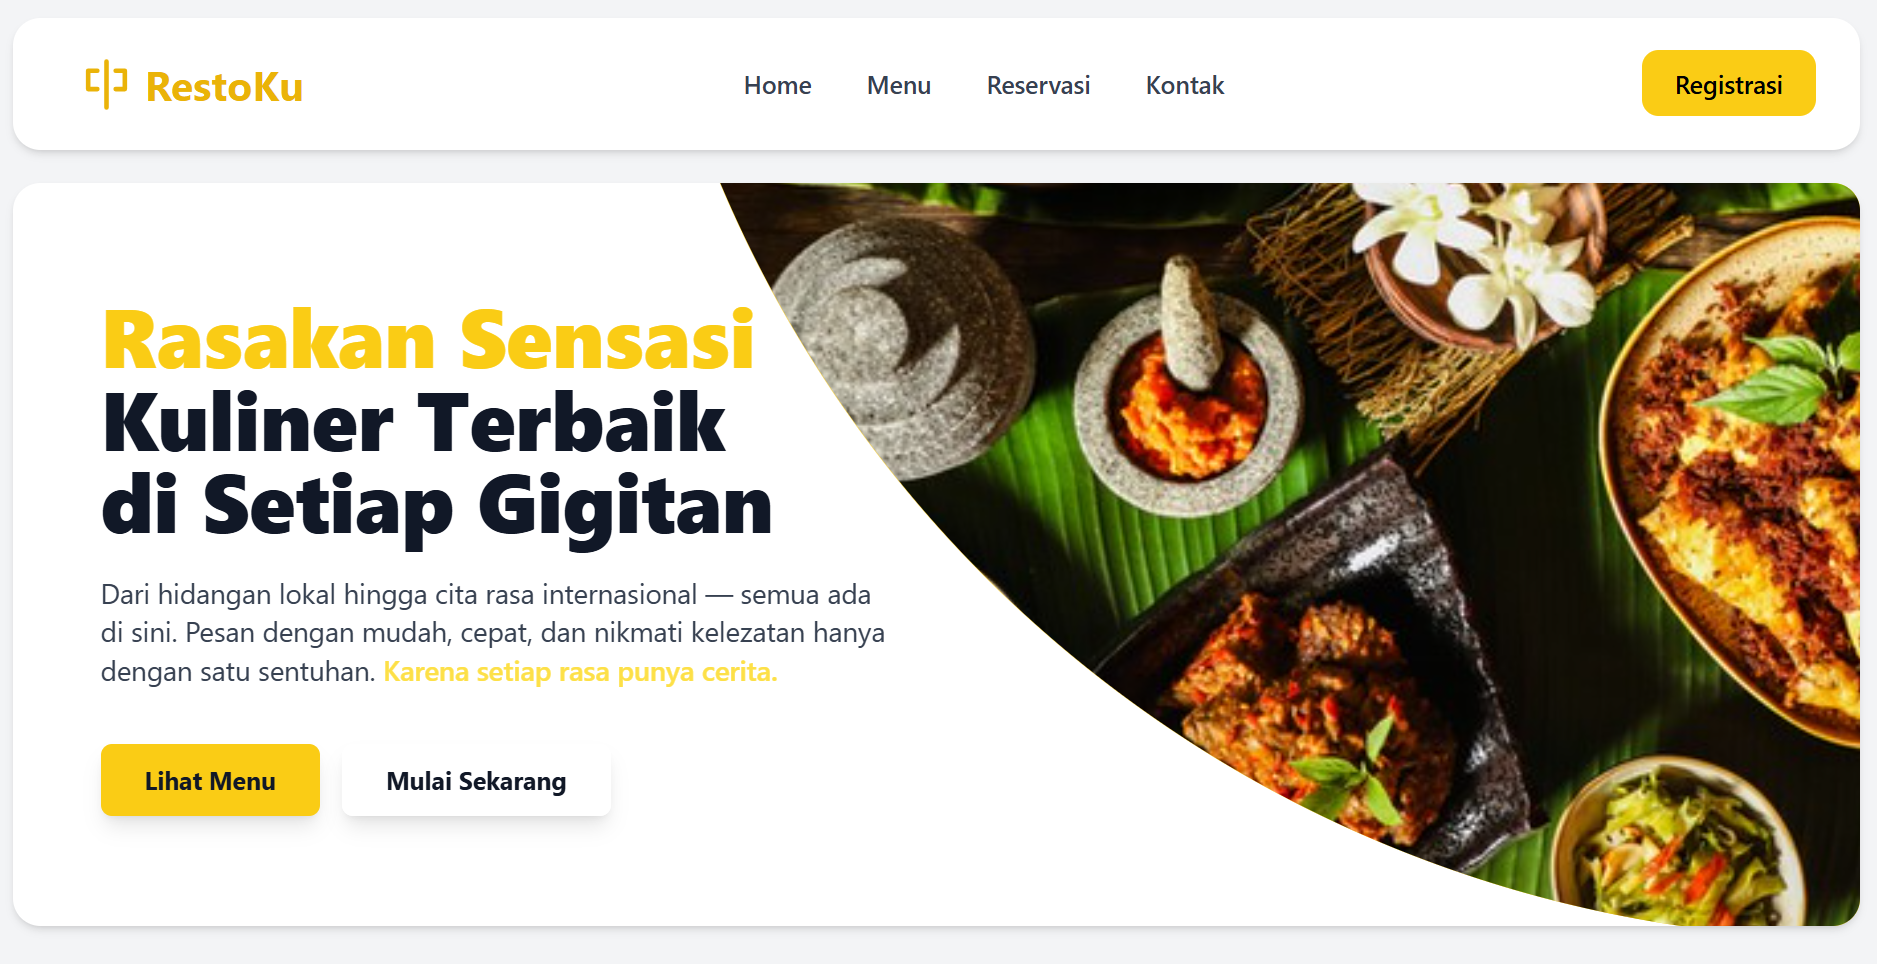 RestoKu
Home
Menu
Reservasi
Kontak
Registrasi
Rasakan Sensasi
Kuliner Terbaik
di Setiap Gigitan
Dari hidangan lokal hingga cita rasa internasional — semua ada
di sini. Pesan dengan mudah, cepat, dan nikmati kelezatan hanya
dengan satu sentuhan. Karena setiap rasa punya cerita.
Lihat Menu
Mulai Sekarang